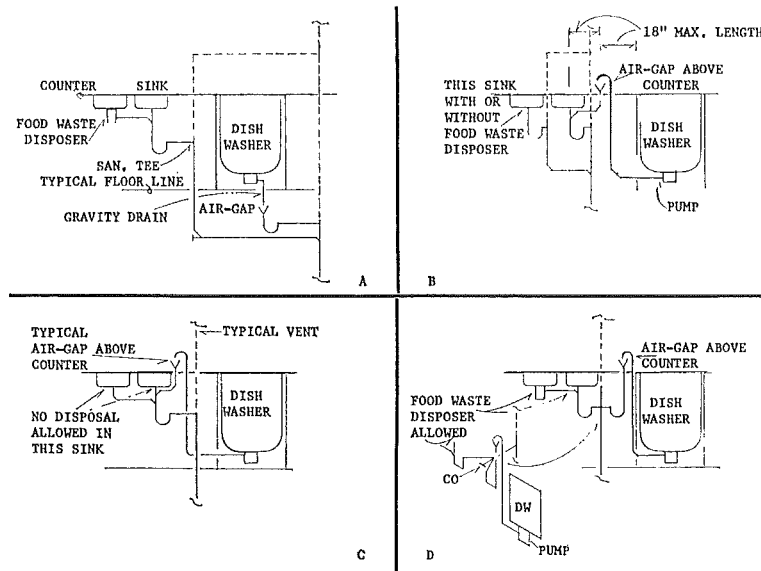 COUNTER SINK
FOOD WASTE
DISPOSER
DISH
WASHER
SAN. TEE
TYPICAL FLOOR LINE
GRAVITY DRAIN
AIR-GAP
A
18" MAX. LENGTH
AIR-GAP ABOVE
COUNTER
THIS SINK
WITH OR
WITHOUT
FOOD WASTE
DISPOSER
DISH
WASHER
PUMP
B
TYPICAL
AIR-GAP ABOVE
COUNTER
TYPICAL VENT
NO DISPOSAL
ALLOWED IN
THIS SINK
DISH
WASHER
C
AIR-GAP ABOVE
COUNTER
FOOD WASTE
DISPOSER
ALLOWED
DISH
WASHER
CO
DW
PUMP
D